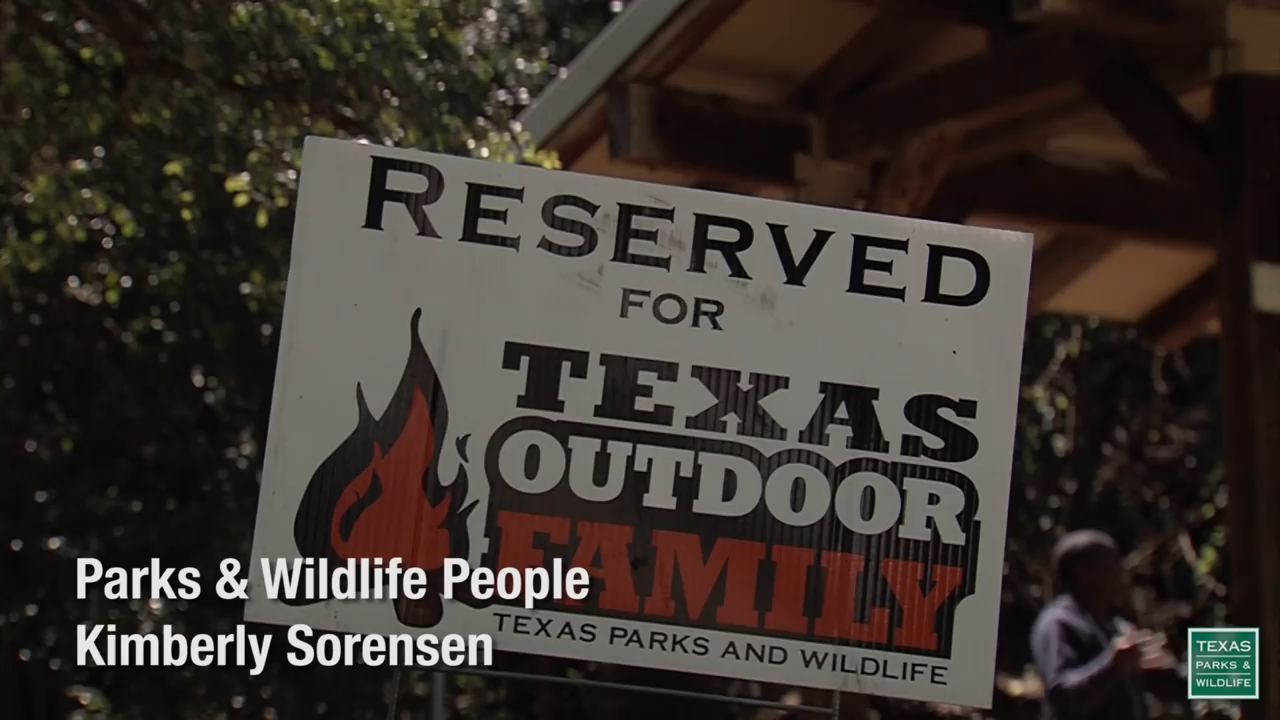 RESERVED
FOR
TEXAS
OUTDOOR
FAMILY
TEXAS PARKS AND WILDLIFE
Parks & Wildlife People
Kimberly Sorensen
TEXAS
PARKS &
WILDLIFE